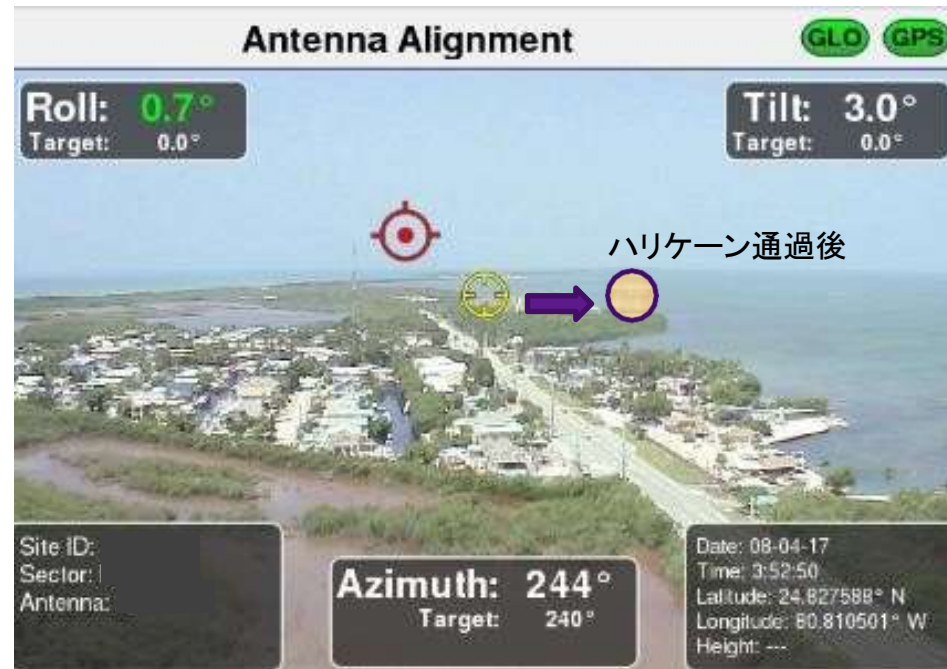 Antenna Alignment
GLO GPS
Roll: 0.7°
Target: 0.0°
Tilt: 3.0°
Target: 0.0°
ハリケーン通過後
Site ID:
Sector:
Antenna:
Azimuth: 244°
Target: 240°
Date: 08-04-17
Time: 3:52:50
Latitude: 24.827588° N
Longitude: 80.810501° W
Height: ---